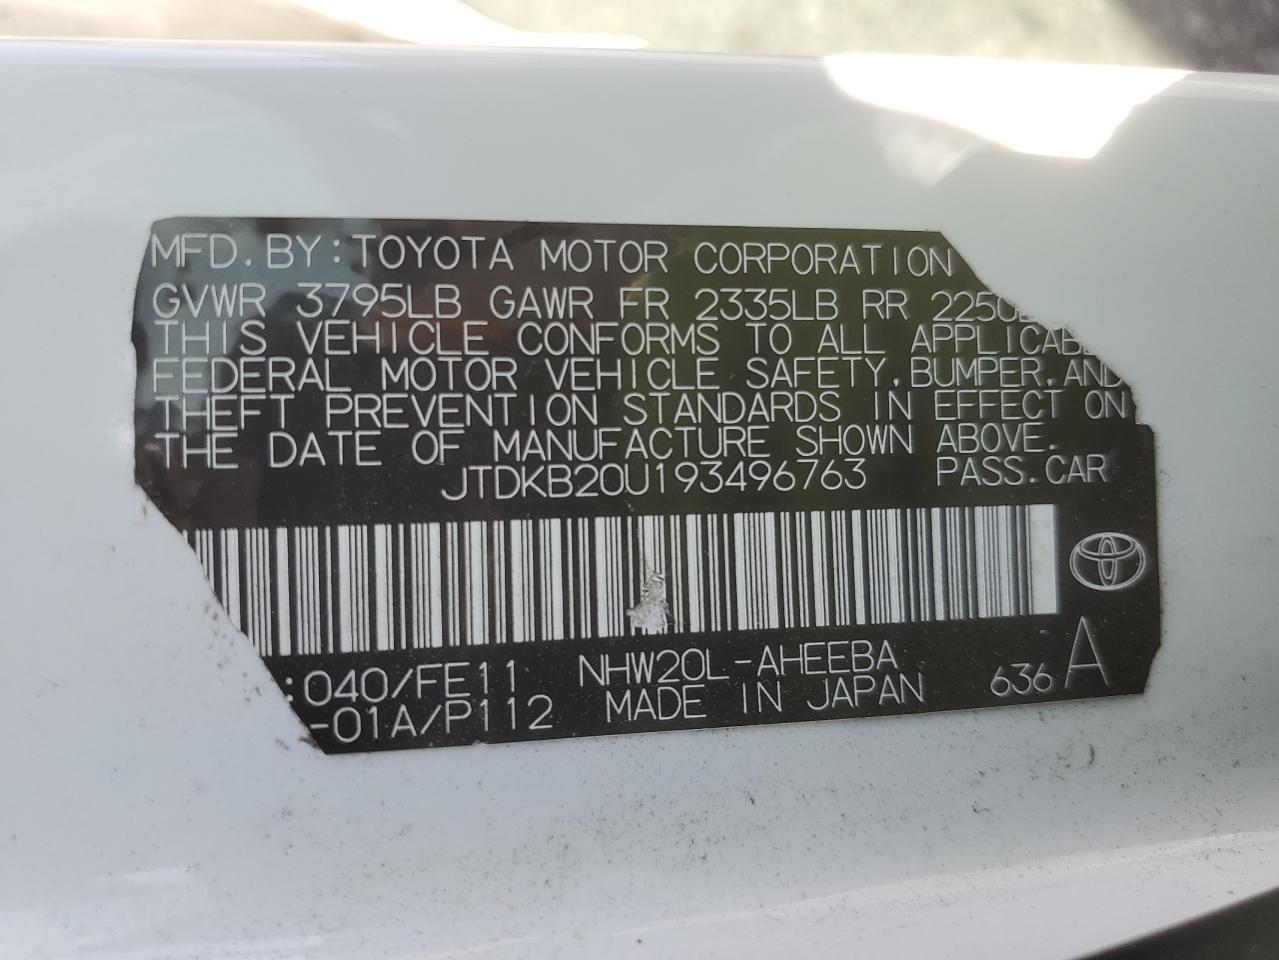 MFD. BY: TOYOTA MOTOR CORPORATION
GVWR 3795LB GAWR FR 2335LB RR
THIS VEHICLE CONFORMS TO ALL
FEDERAL MOTOR VEHICLE SAFETY, BUMPER, AND
THEFT PREVENTION STANDARDS IN EFFECT ON
THE DATE OF MANUFACTURE SHOWN ABOVE.
JTDKB20U193496763 PASS. CAR
:040/FE11 NHW20L-AHEEBA
-01A/P112 MADE IN JAPAN 636 A